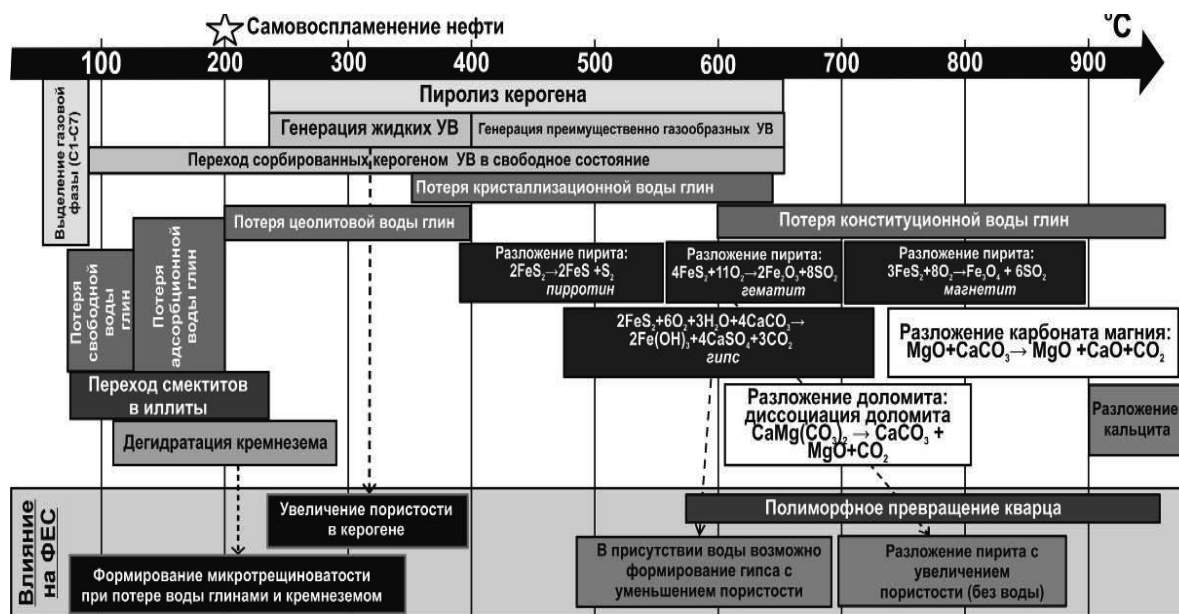 Самовоспламенение нефти
°C
100 200 300 400 500 600 700 800 900
Выделение газовой
фазы (С1-С7)
Пиролиз керогена
Генерация жидких УВ
Генерация преимущественно газообразных УВ
Переход сорбированных керогеном УВ в свободное состояние
Потеря кристаллизационной воды глин
Потеря цеолитовой воды глин
Потеря конституционной воды глин
Потеря
свободной
воды
глин
Потеря
адсорбционной
воды глин
Разложение пирита:
2FeS₂→2FeS +S₂
пирротин
Разложение пирита:
4FeS₂+11O₂→2Fe₂O₃+8SO₂
гематит
Разложение пирита:
3FeS₂+8O₂→Fe₃O₄ + 6SO₂
магнетит
2FeS₂+6O₂+3H₂O+4CaCO₃→
2Fe(OH)₃+4CaSO₄+3CO₂
гипс
Разложение карбоната магния:
MgO+CaCO₃→ MgO +CaO+CO₂
Переход смектитов
в иллиты
Дегидратация кремнезема
Разложение доломита:
диссоциация доломита
CaMg(CO₃)₂ → CaCO₃ +
MgO+CO₂
Разложение
кальцита
Влияние
на ФЕС
Увеличение пористости
в керогене
Полиморфное превращение кварца
Формирование микротрещиноватости
при потере воды глинами и кремнеземом
В присутствии воды возможно
формирование гипса с
уменьшением пористости
Разложение пирита с
увеличением
пористости (без воды)